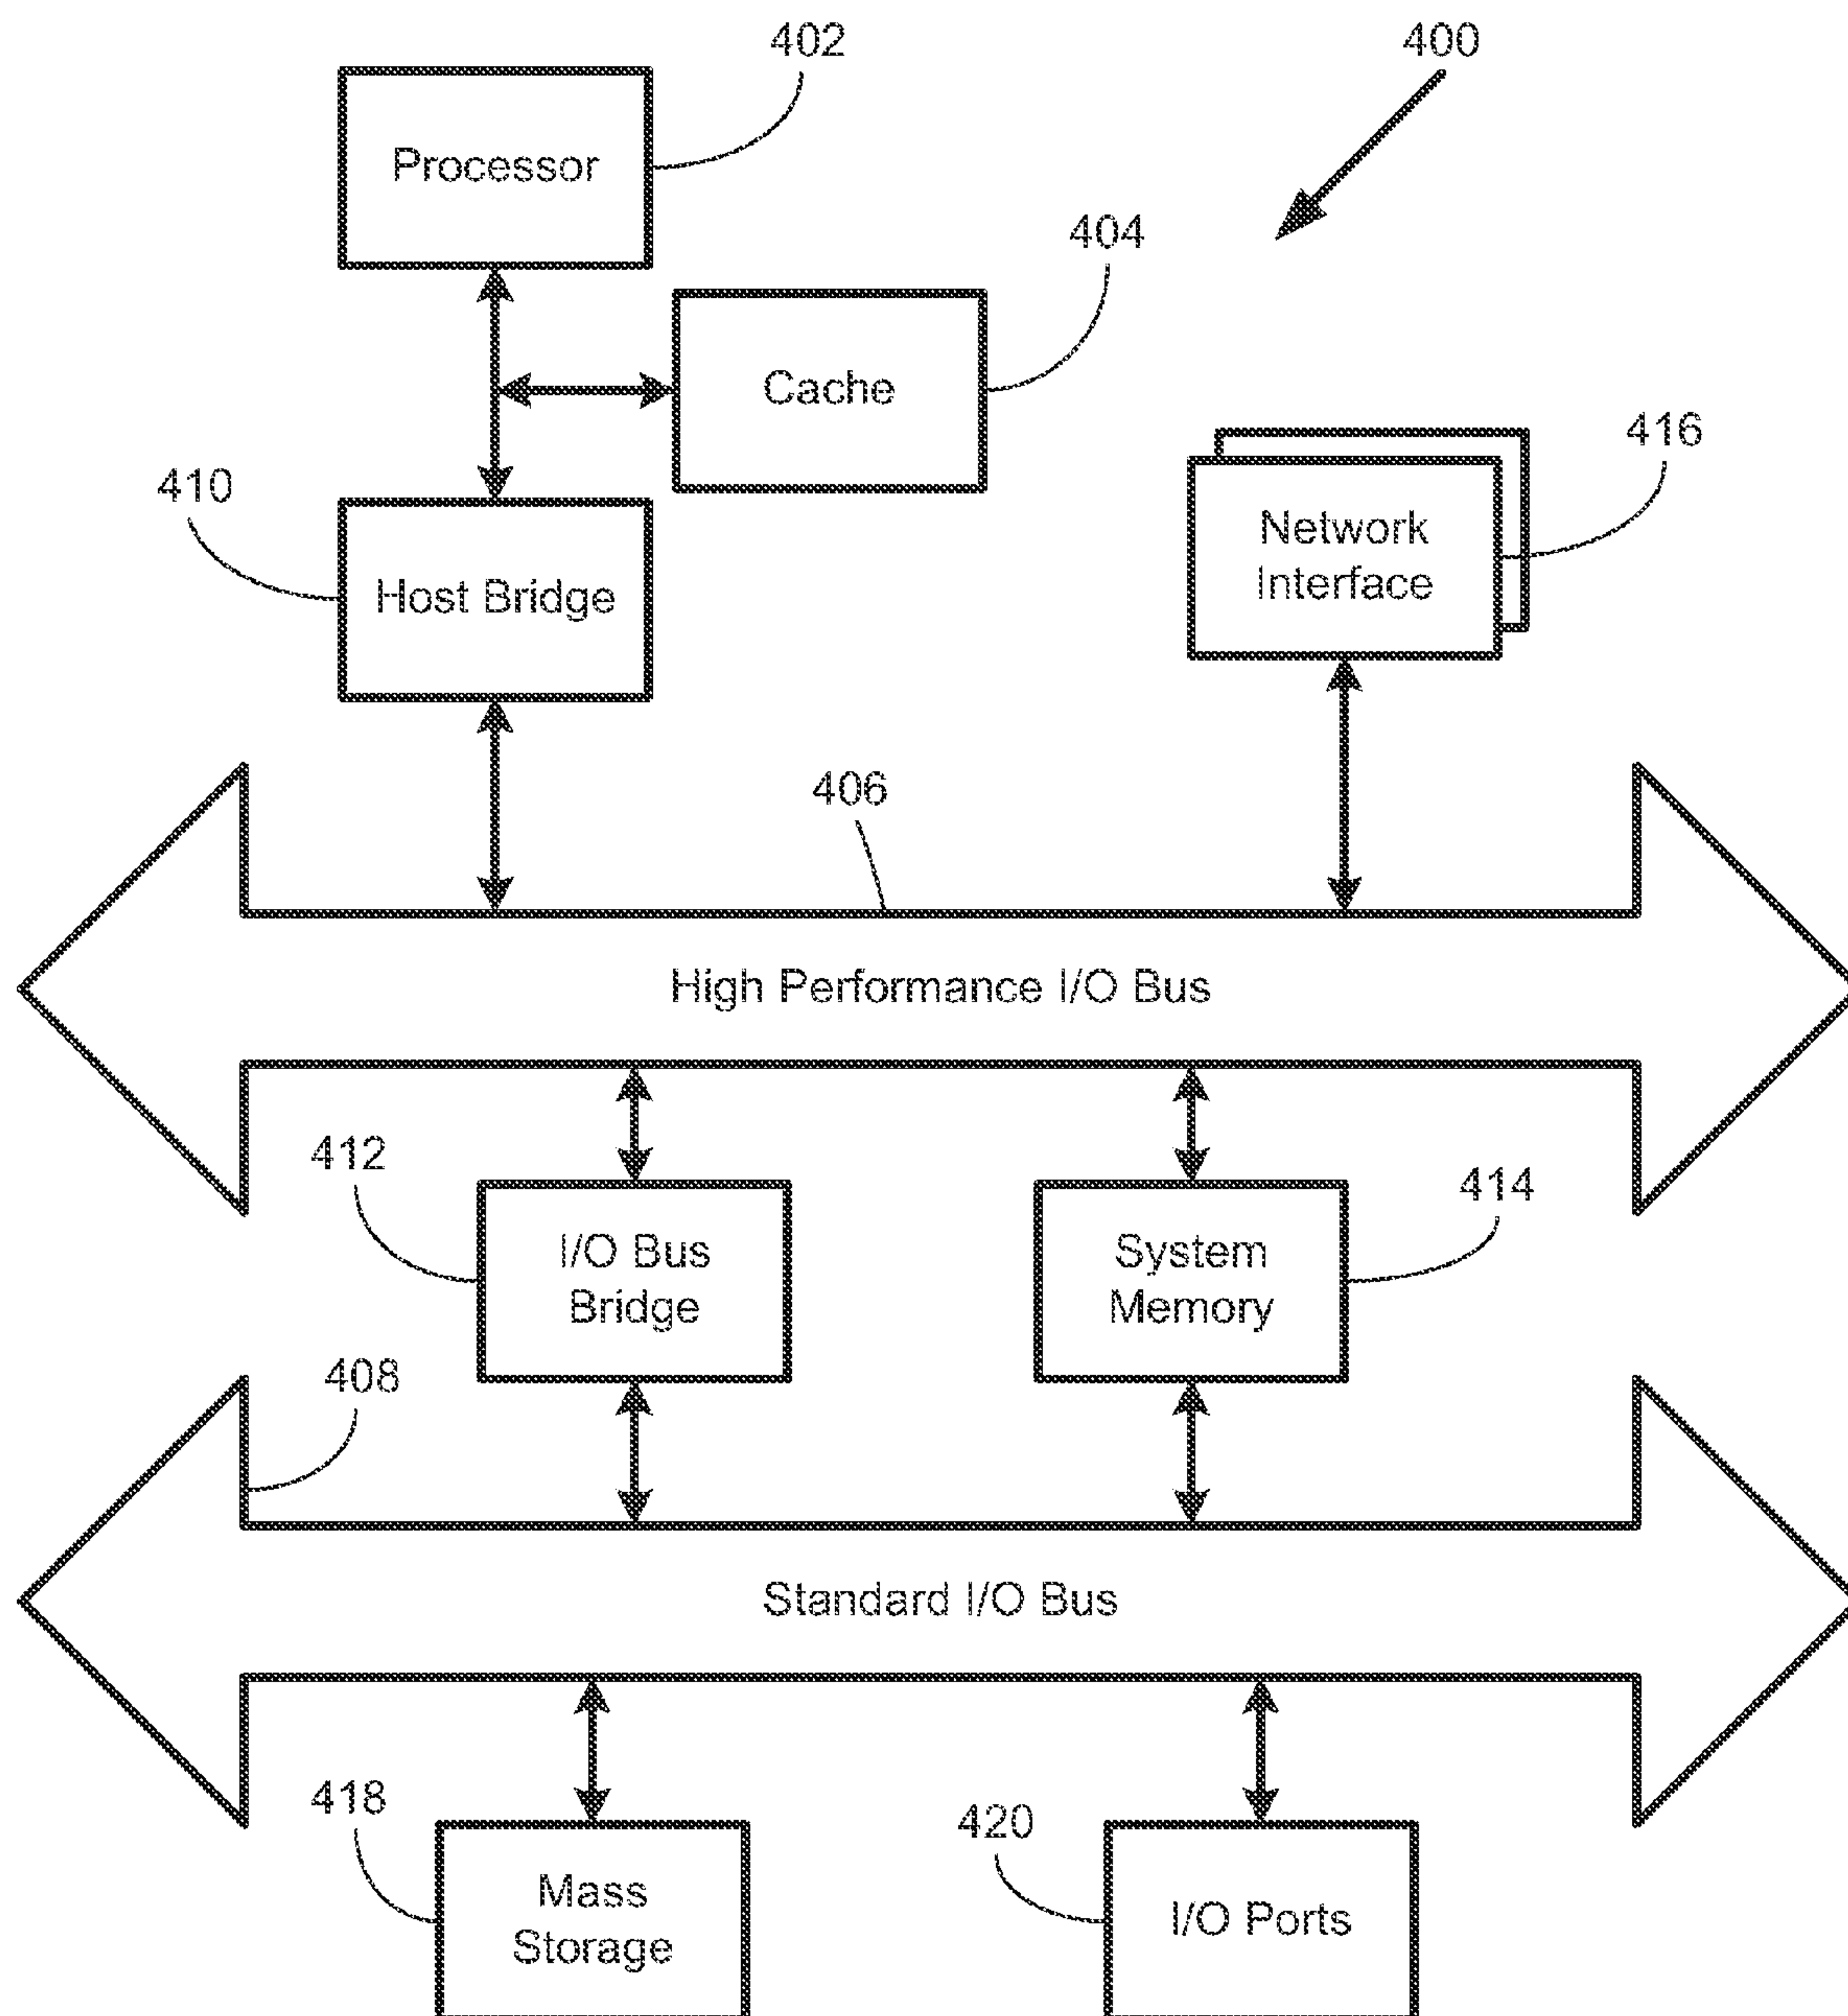 402
400
Processor
404
Cache
416
410
Network
Interface
Host Bridge
406
High Performance I/O Bus
412
414
I/O Bus
Bridge
System
Memory
408
Standard I/O Bus
418
420
Mass
Storage
I/O Ports